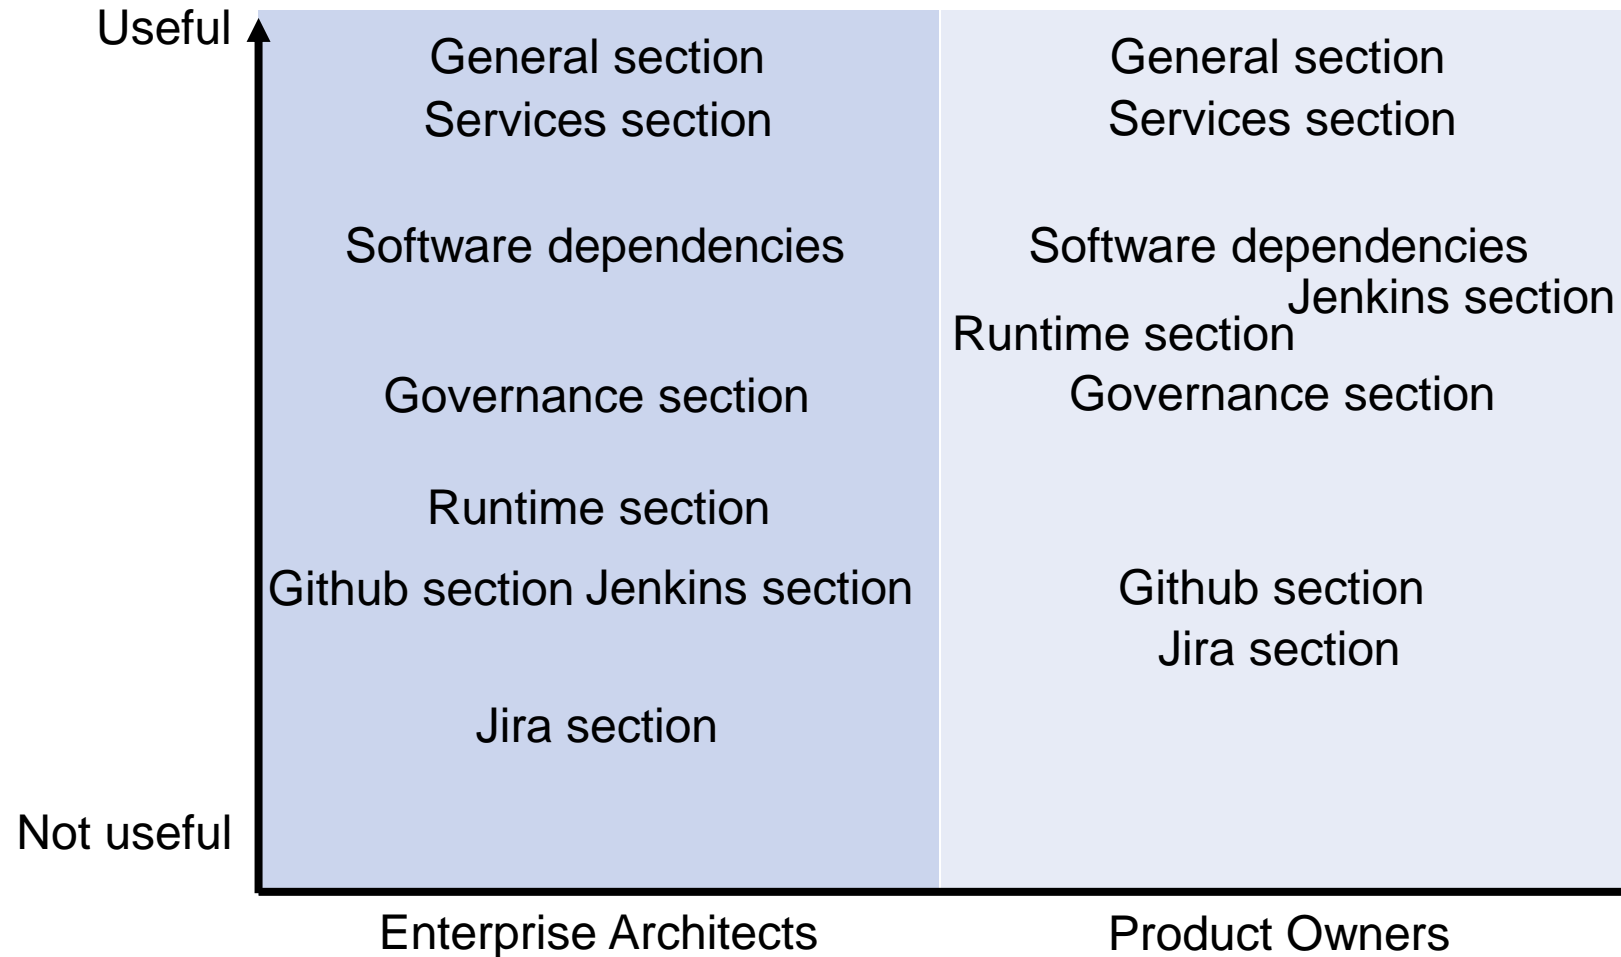 Useful
General section
General section
Services section
Services section
Software dependencies
Software dependencies
Jenkins section
Runtime section
Governance section
Governance section
Runtime section
Github section
Jenkins section
Github section
Jira section
Jira section
Not useful
Enterprise Architects
Product Owners